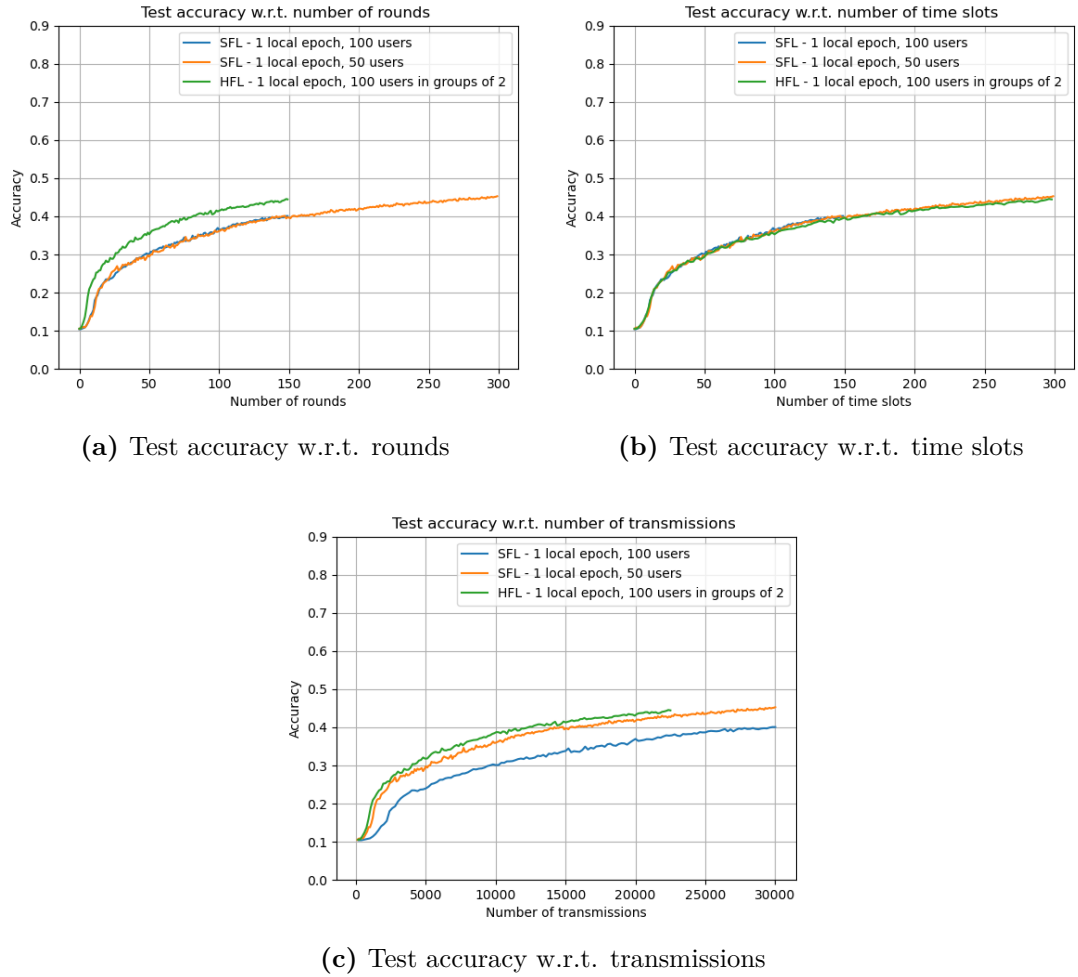 Test accuracy w.r.t. number of rounds
0.9
0.8
0.7
0.6
0.5
0.4
0.3
0.2
0.1
0.0
Accuracy
SFL - 1 local epoch, 100 users
SFL - 1 local epoch, 50 users
HFL - 1 local epoch, 100 users in groups of 2
0 50 100 150 200 250 300
Number of rounds
(a) Test accuracy w.r.t. rounds
Test accuracy w.r.t. number of time slots
0.9
0.8
0.7
0.6
0.5
0.4
0.3
0.2
0.1
0.0
Accuracy
SFL - 1 local epoch, 100 users
SFL - 1 local epoch, 50 users
HFL - 1 local epoch, 100 users in groups of 2
0 50 100 150 200 250 300
Number of time slots
(b) Test accuracy w.r.t. time slots
Test accuracy w.r.t. number of transmissions
0.9
0.8
0.7
0.6
0.5
0.4
0.3
0.2
0.1
0.0
Accuracy
SFL - 1 local epoch, 100 users
SFL - 1 local epoch, 50 users
HFL - 1 local epoch, 100 users in groups of 2
0 5000 10000 15000 20000 25000 30000
Number of transmissions
(c) Test accuracy w.r.t. transmissions